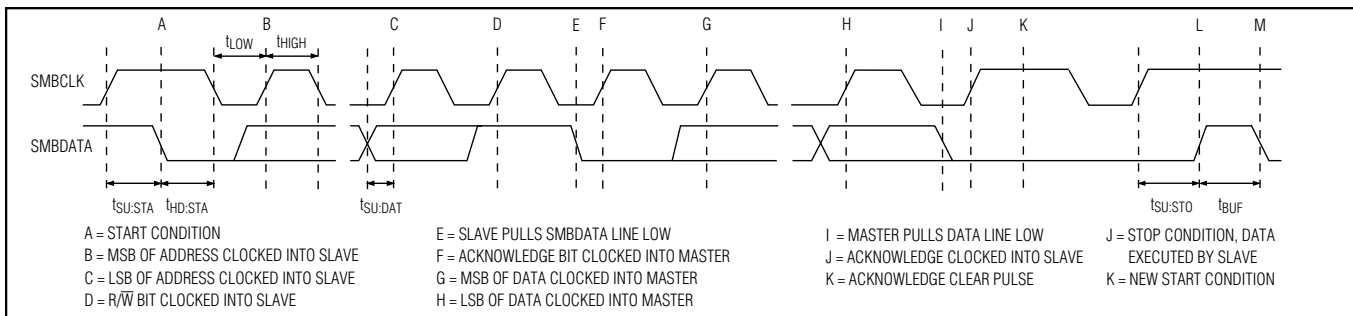 A B C D E F G H I J K L M
tLOW tHIGH
SMBCLK
SMBDATA
tSU:STA tHD:STA tSU:DAT tSU:STO tBUF
A = START CONDITION
B = MSB OF ADDRESS CLOCKED INTO SLAVE
C = LSB OF ADDRESS CLOCKED INTO SLAVE
D = R/W̅ BIT CLOCKED INTO SLAVE
E = SLAVE PULLS SMBDATA LINE LOW
F = ACKNOWLEDGE BIT CLOCKED INTO MASTER
G = MSB OF DATA CLOCKED INTO MASTER
H = LSB OF DATA CLOCKED INTO MASTER
I = MASTER PULLS DATA LINE LOW
J = ACKNOWLEDGE CLOCKED INTO SLAVE
K = ACKNOWLEDGE CLEAR PULSE
J = STOP CONDITION, DATA
EXECUTED BY SLAVE
K = NEW START CONDITION